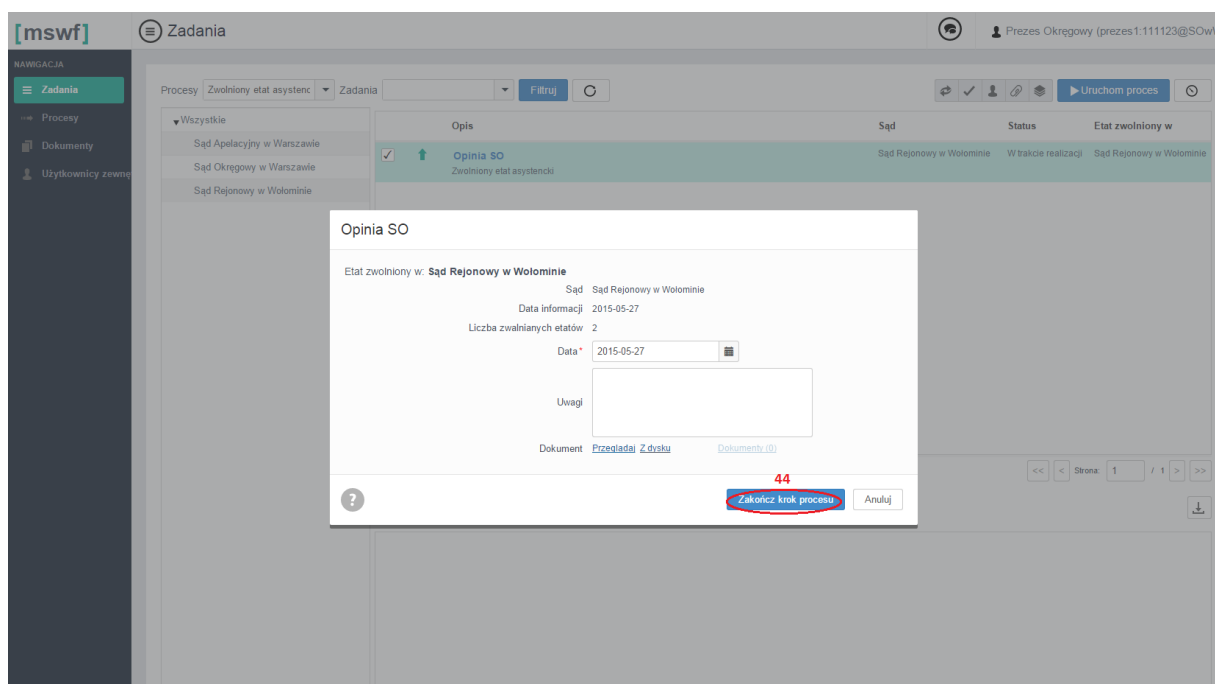 [mswf]
Zadania
Prezes Okręgowy (prezes1.111123@SOwW
NAWIGACJA
Zadania
Procesy
Dokumenty
Użytkownicy zewnę
Procesy Zwolniony etat asystenc Zadania Filtruj
Uruchom proces
Wszystkie
Sąd Apelacyjny w Warszawie
Sąd Okręgowy w Warszawie
Sąd Rejonowy w Wołominie
Opis Sąd Status Etat zwolniony w
Opinia SO Sąd Rejonowy w Wołominie W trakcie realizacji Sąd Rejonowy w Wołominie
Zwolniony etat asystencki
Opinia SO
Etat zwolniony w: Sąd Rejonowy w Wołominie
Sąd Sąd Rejonowy w Wołominie
Data informacji 2015-05-27
Liczba zwalnianych etatów 2
Data* 2015-05-27
Uwagi
Dokument Przeglądaj Z dysku Dokumenty (0)
44
? Zakończ krok procesu Anuluj
<< < Strona: 1 / 1 > >>